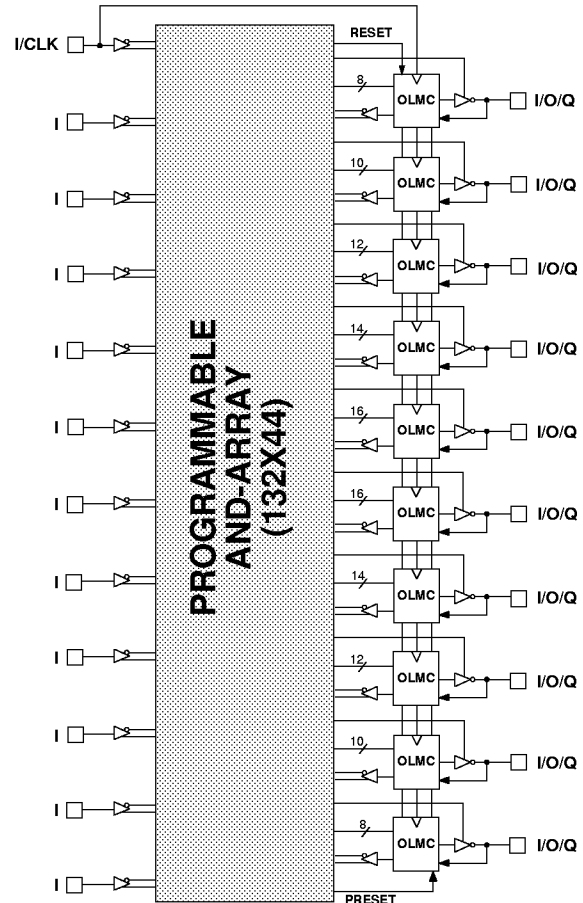 I/CLK
I
I
I
I
I
I
I
I
I
I
I
PROGRAMMABLE
AND-ARRAY
(132X44)
RESET
8
OLMC
I/O/Q
10
OLMC
I/O/Q
12
OLMC
I/O/Q
14
OLMC
I/O/Q
16
OLMC
I/O/Q
16
OLMC
I/O/Q
14
OLMC
I/O/Q
12
OLMC
I/O/Q
10
OLMC
I/O/Q
8
OLMC
I/O/Q
PRESET